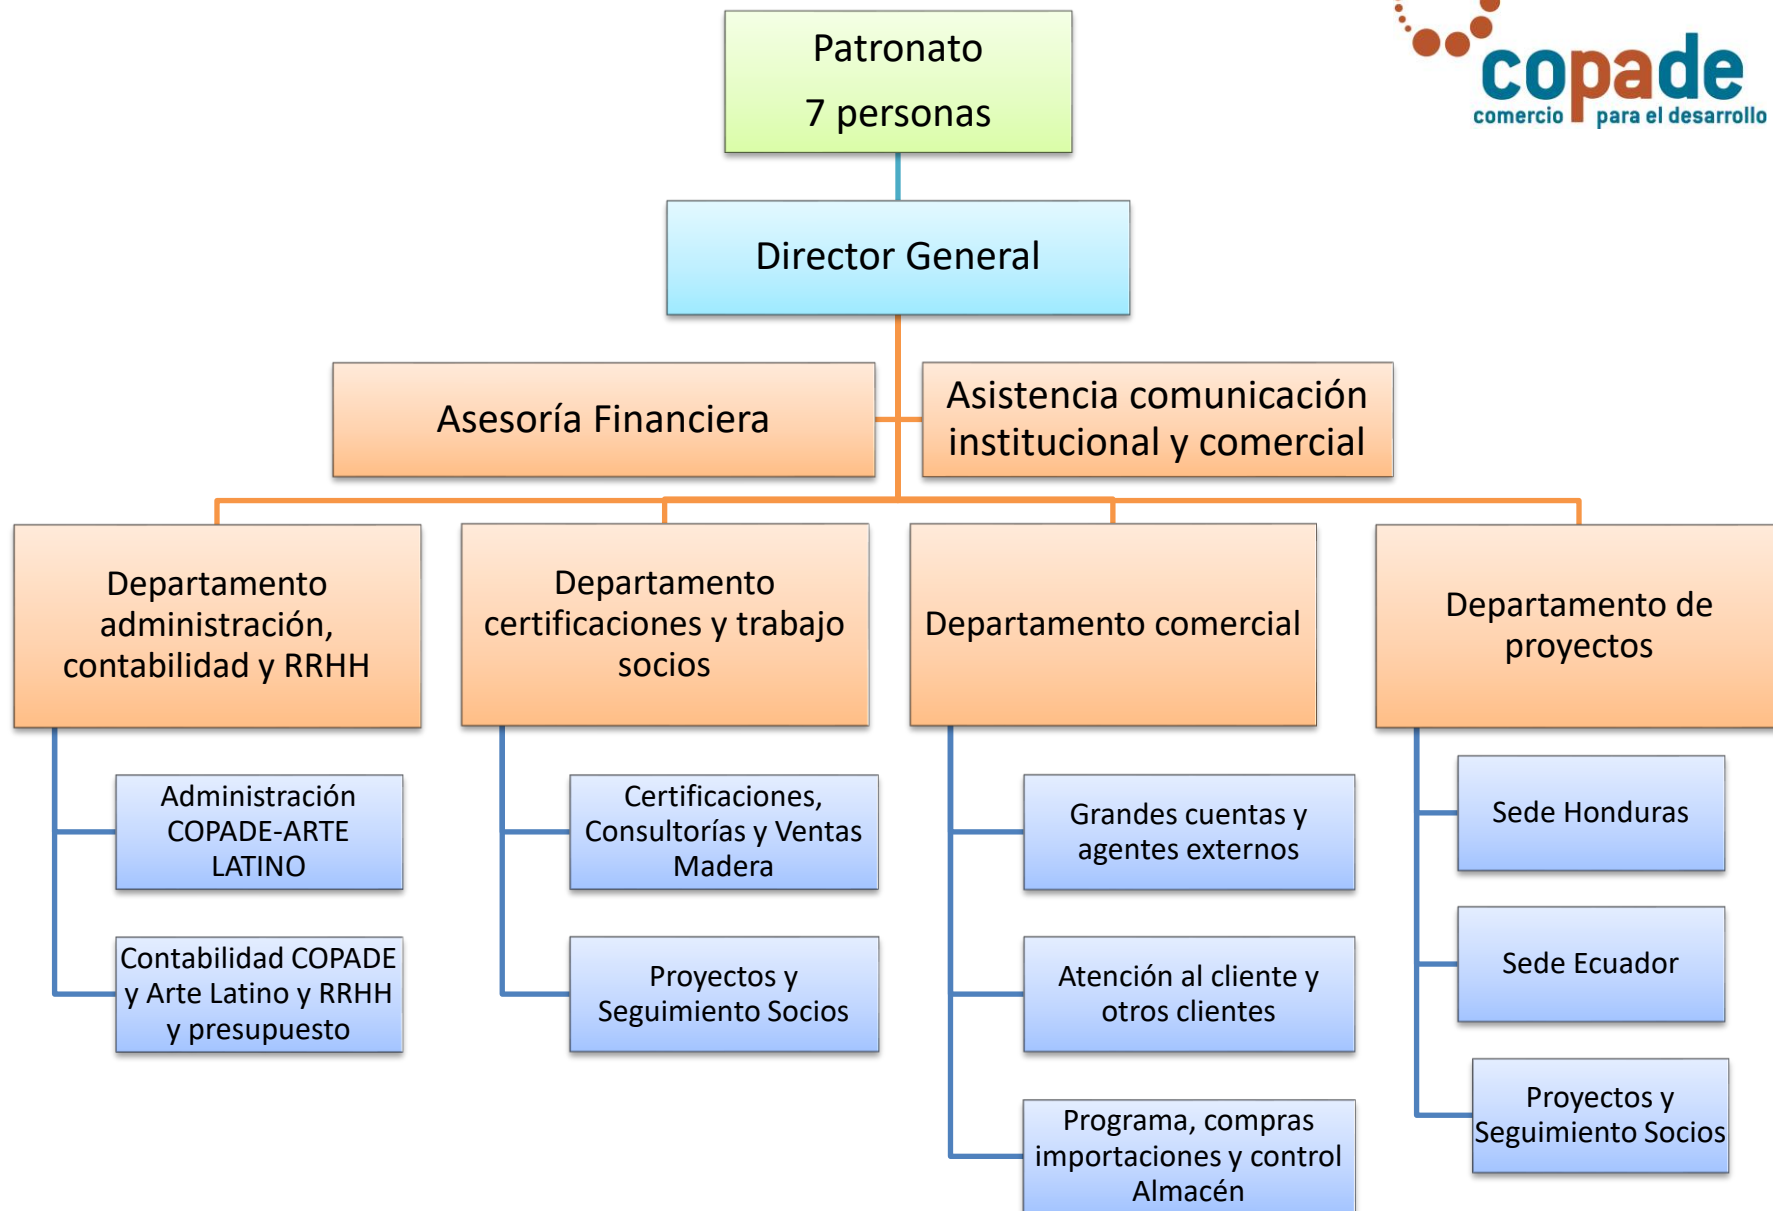 Patronato
7 personas
copade
comercio para el desarrollo
Director General
Asesoría Financiera
Asistencia comunicación
institucional y comercial
Departamento
administración,
contabilidad y RRHH
Departamento
certificaciones y trabajo
socios
Departamento comercial
Departamento de
proyectos
Administración
COPADE-ARTE
LATINO
Contabilidad COPADE
y Arte Latino y RRHH
y presupuesto
Certificaciones,
Consultorías y Ventas
Madera
Proyectos y
Seguimiento Socios
Grandes cuentas y
agentes externos
Atención al cliente y
otros clientes
Programa, compras
importaciones y control
Almacén
Sede Honduras
Sede Ecuador
Proyectos y
Seguimiento Socios